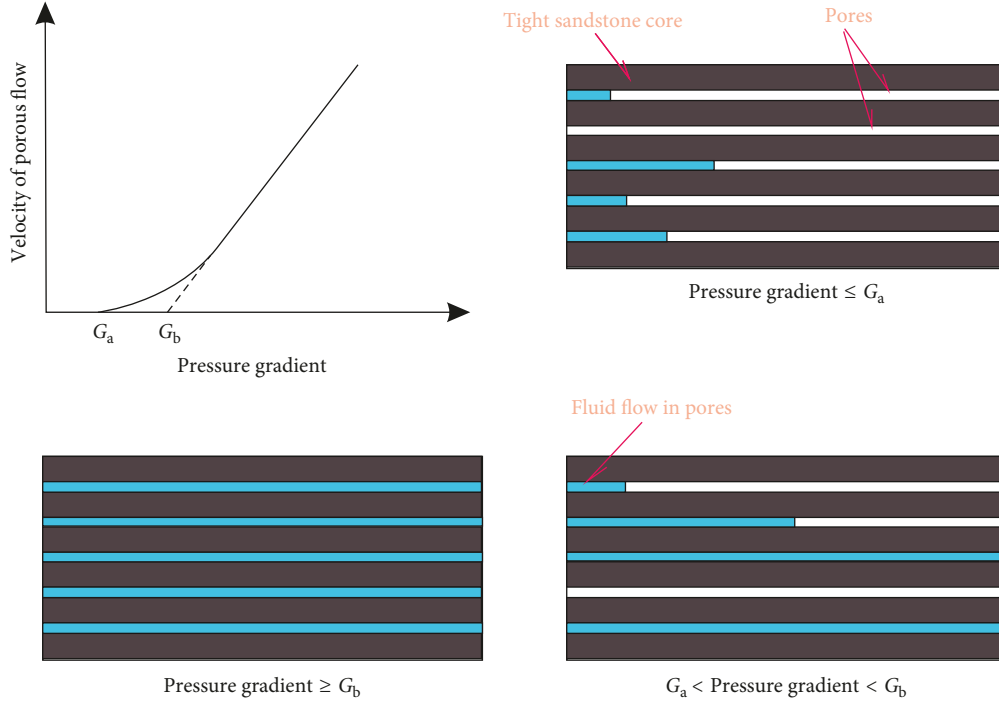 Velocity of porous flow
G_a
G_b
Pressure gradient
Tight sandstone core
Pores
Pressure gradient ≤ G_a
Pressure gradient ≥ G_b
Fluid flow in pores
G_a < Pressure gradient < G_b